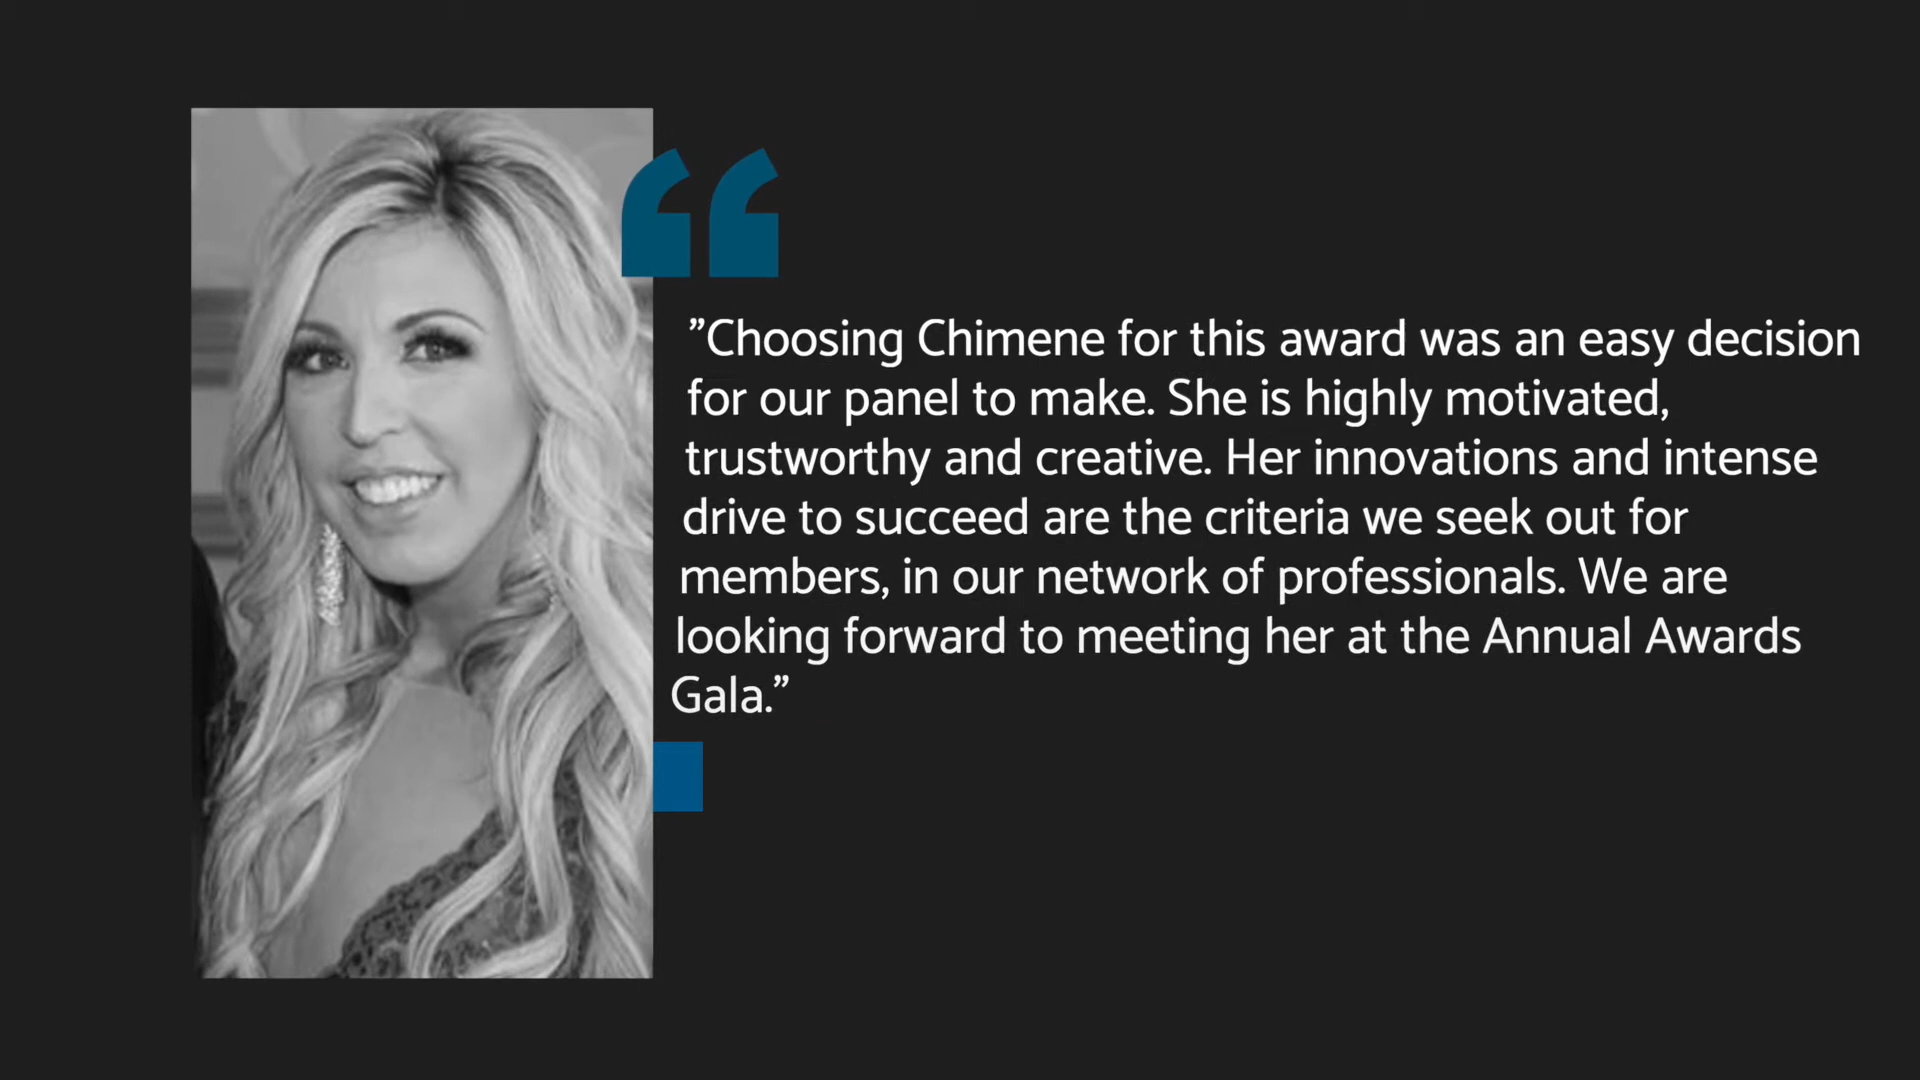 ”Choosing Chimene for this award was an easy decision
for our panel to make. She is highly motivated,
trustworthy and creative. Her innovations and intense
drive to succeed are the criteria we seek out for
members, in our network of professionals. We are
looking forward to meeting her at the Annual Awards
Gala.”